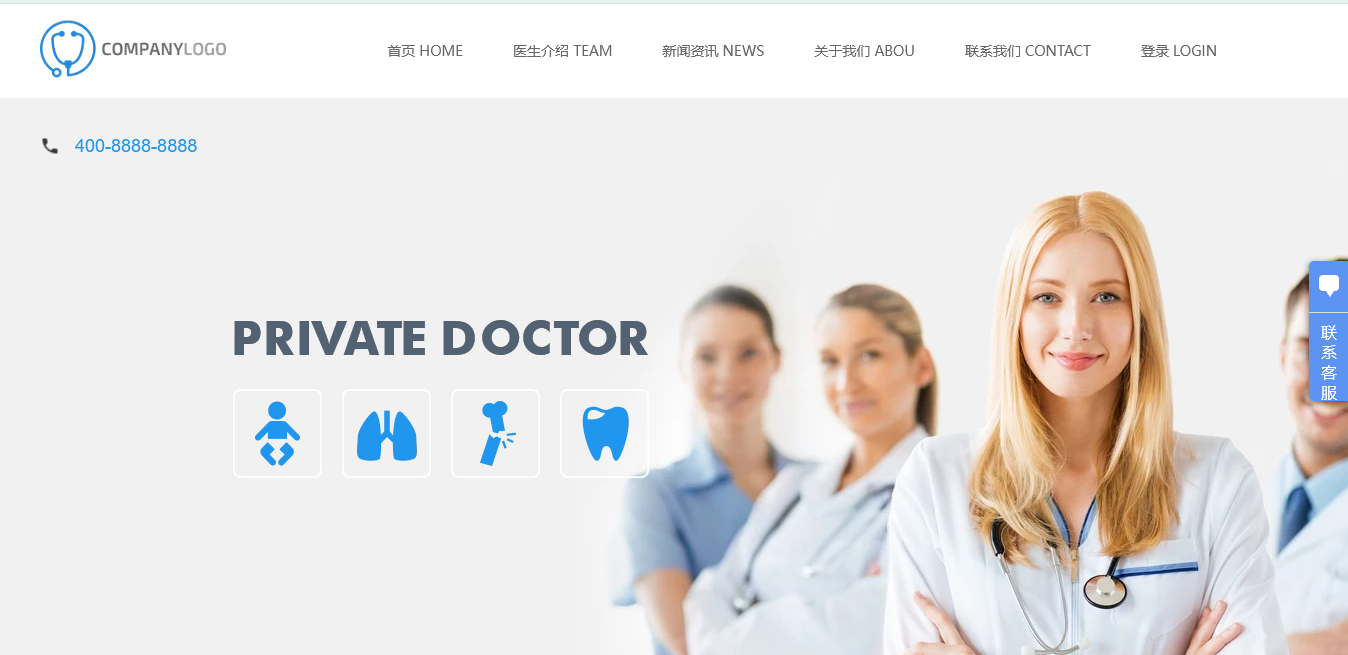 COMPANYLOGO
首页 HOME
医生介绍 TEAM
新闻资讯 NEWS
关于我们 ABOU
联系我们 CONTACT
登录 LOGIN
400-8888-8888
PRIVATE DOCTOR
联系客服